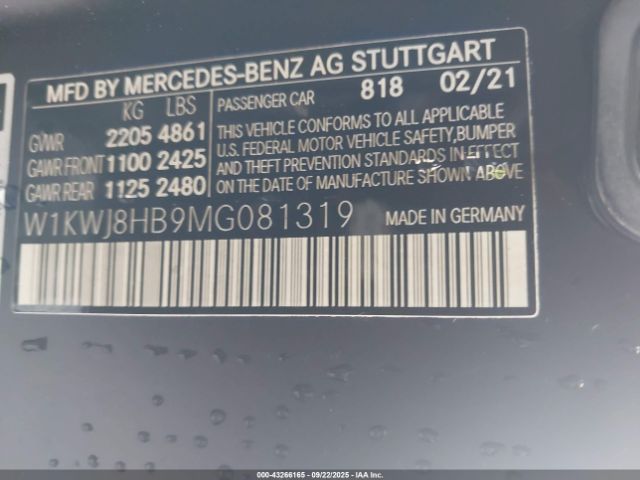 MFD BY MERCEDES-BENZ AG STUTTGART
KG LBS PASSENGER CAR 818 02/21
GVWR 2205 4861
GAWR FRONT 1100 2425
GAWR REAR 1125 2480
THIS VEHICLE CONFORMS TO ALL APPLICABLE
U.S. FEDERAL MOTOR VEHICLE SAFETY, BUMPER
AND THEFT PREVENTION STANDARDS IN EFFECT
ON THE DATE OF MANUFACTURE SHOWN ABOVE
W1KWJ8HB9MG081319 MADE IN GERMANY
000-43266165 - 09/22/2025 - IAA Inc.